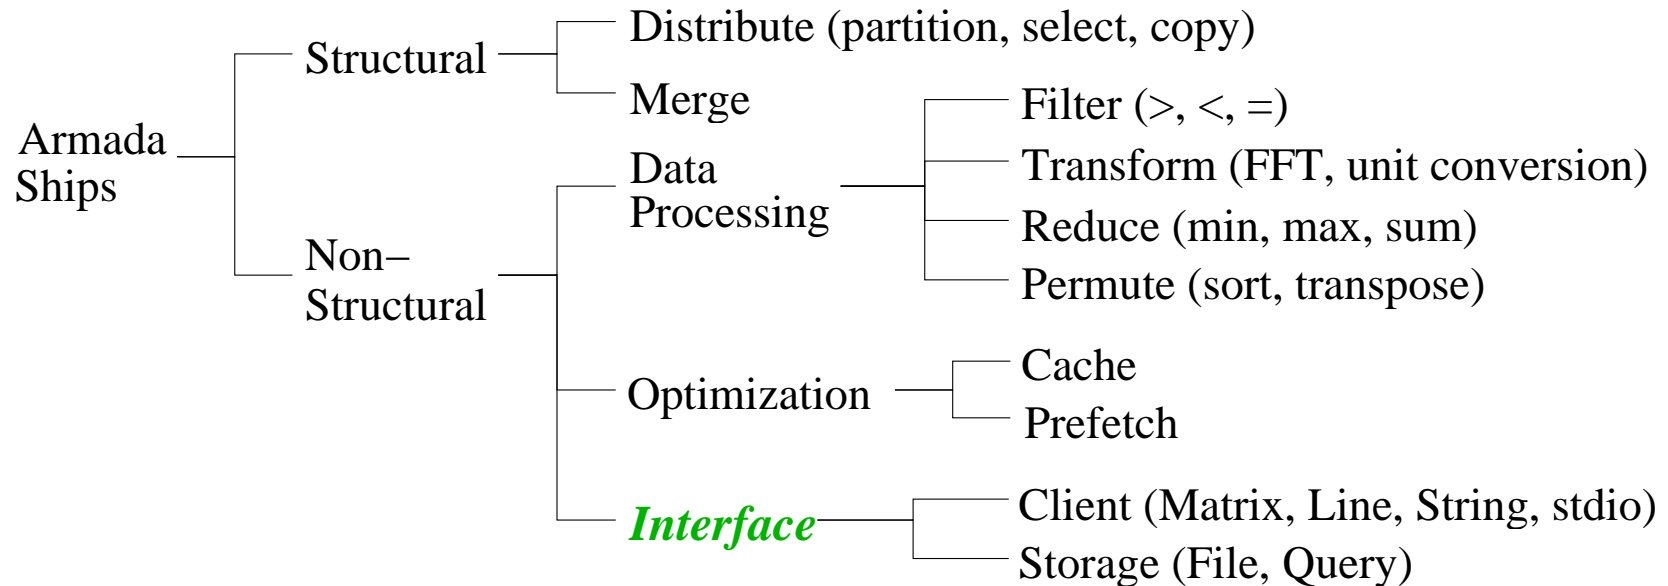 Armada
Ships
Structural
Distribute (partition, select, copy)
Merge
Non−
Structural
Data
Processing
Filter (>, <, =)
Transform (FFT, unit conversion)
Reduce (min, max, sum)
Permute (sort, transpose)
Optimization
Cache
Prefetch
Interface
Client (Matrix, Line, String, stdio)
Storage (File, Query)